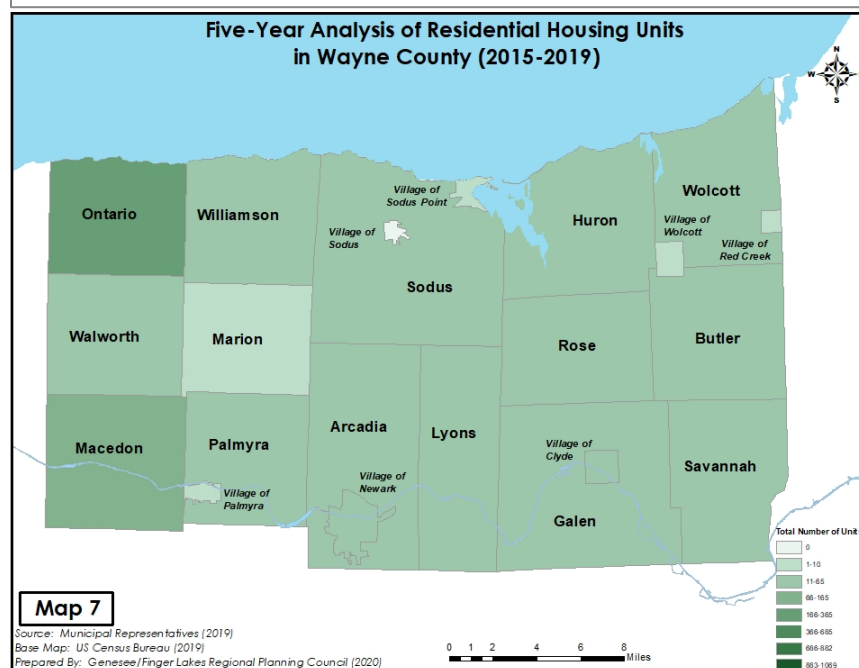 Five-Year Analysis of Residential Housing Units
in Wayne County (2015-2019)
N
W E
S
Ontario
Williamson
Village of
Sodus Point
Village of
Sodus
Sodus
Huron
Wolcott
Village of
Wolcott
Village of
Red Creek
Walworth
Marion
Rose
Butler
Macedon
Palmyra
Village of
Palmyra
Arcadia
Village of
Newark
Lyons
Village of
Clyde
Galen
Savannah
Total Number of Units
0
1-10
11-65
66-165
166-365
366-685
686-882
883-1069
Map 7
Source: Municipal Representatives (2019)
Base Map: US Census Bureau (2019)
Prepared By: Genesee/Finger Lakes Regional Planning Council (2020)
0 1 2 4 6 8
Miles